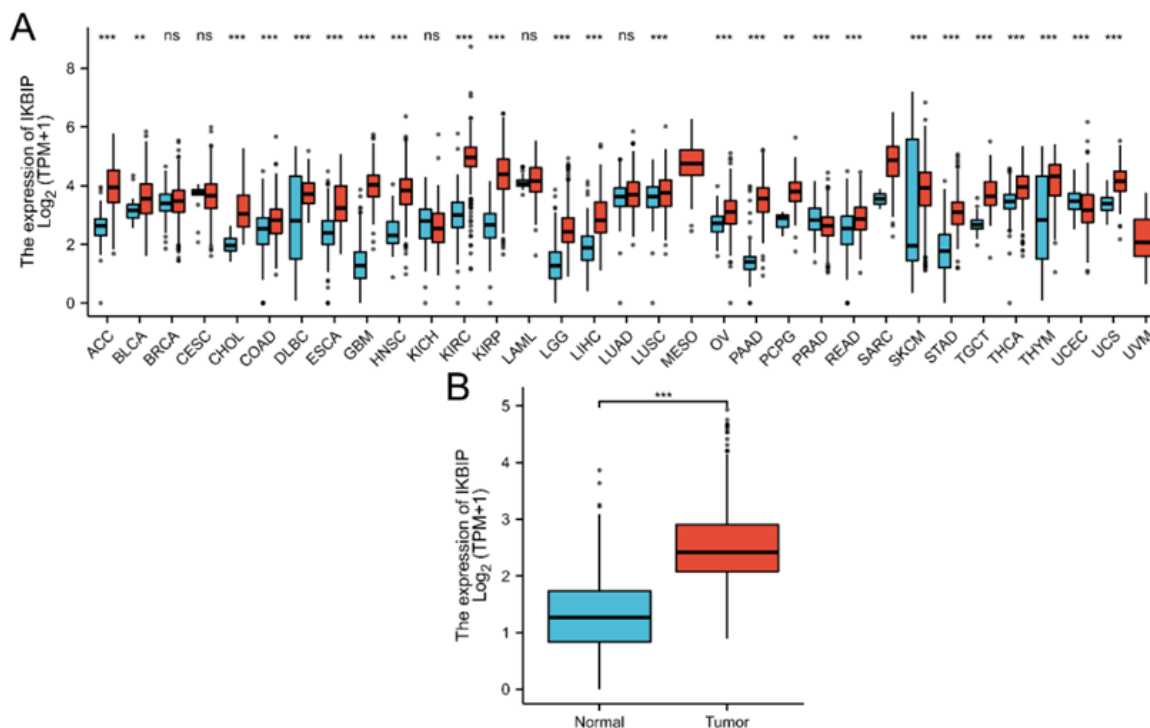 A
*** ** ns ns *** *** *** *** *** *** ns *** *** ns *** *** ns *** *** *** ** *** *** *** *** *** *** *** *** ***
The expression of IKBIP
Log2 (TPM+1)
8
6
4
2
0
ACC BLCA BRCA CESC CHOL COAD DLBC ESCA GBM HNSC KICH KIRC KIRP LAML LGG LIHC LUAD LUSC MESO OV PAAD PCPG PRAD READ SARC SKCM STAD TGCT THCA THYM UCEC UCS UVM
B
***
The expression of IKBIP
Log2 (TPM+1)
5
4
3
2
1
0
Normal Tumor